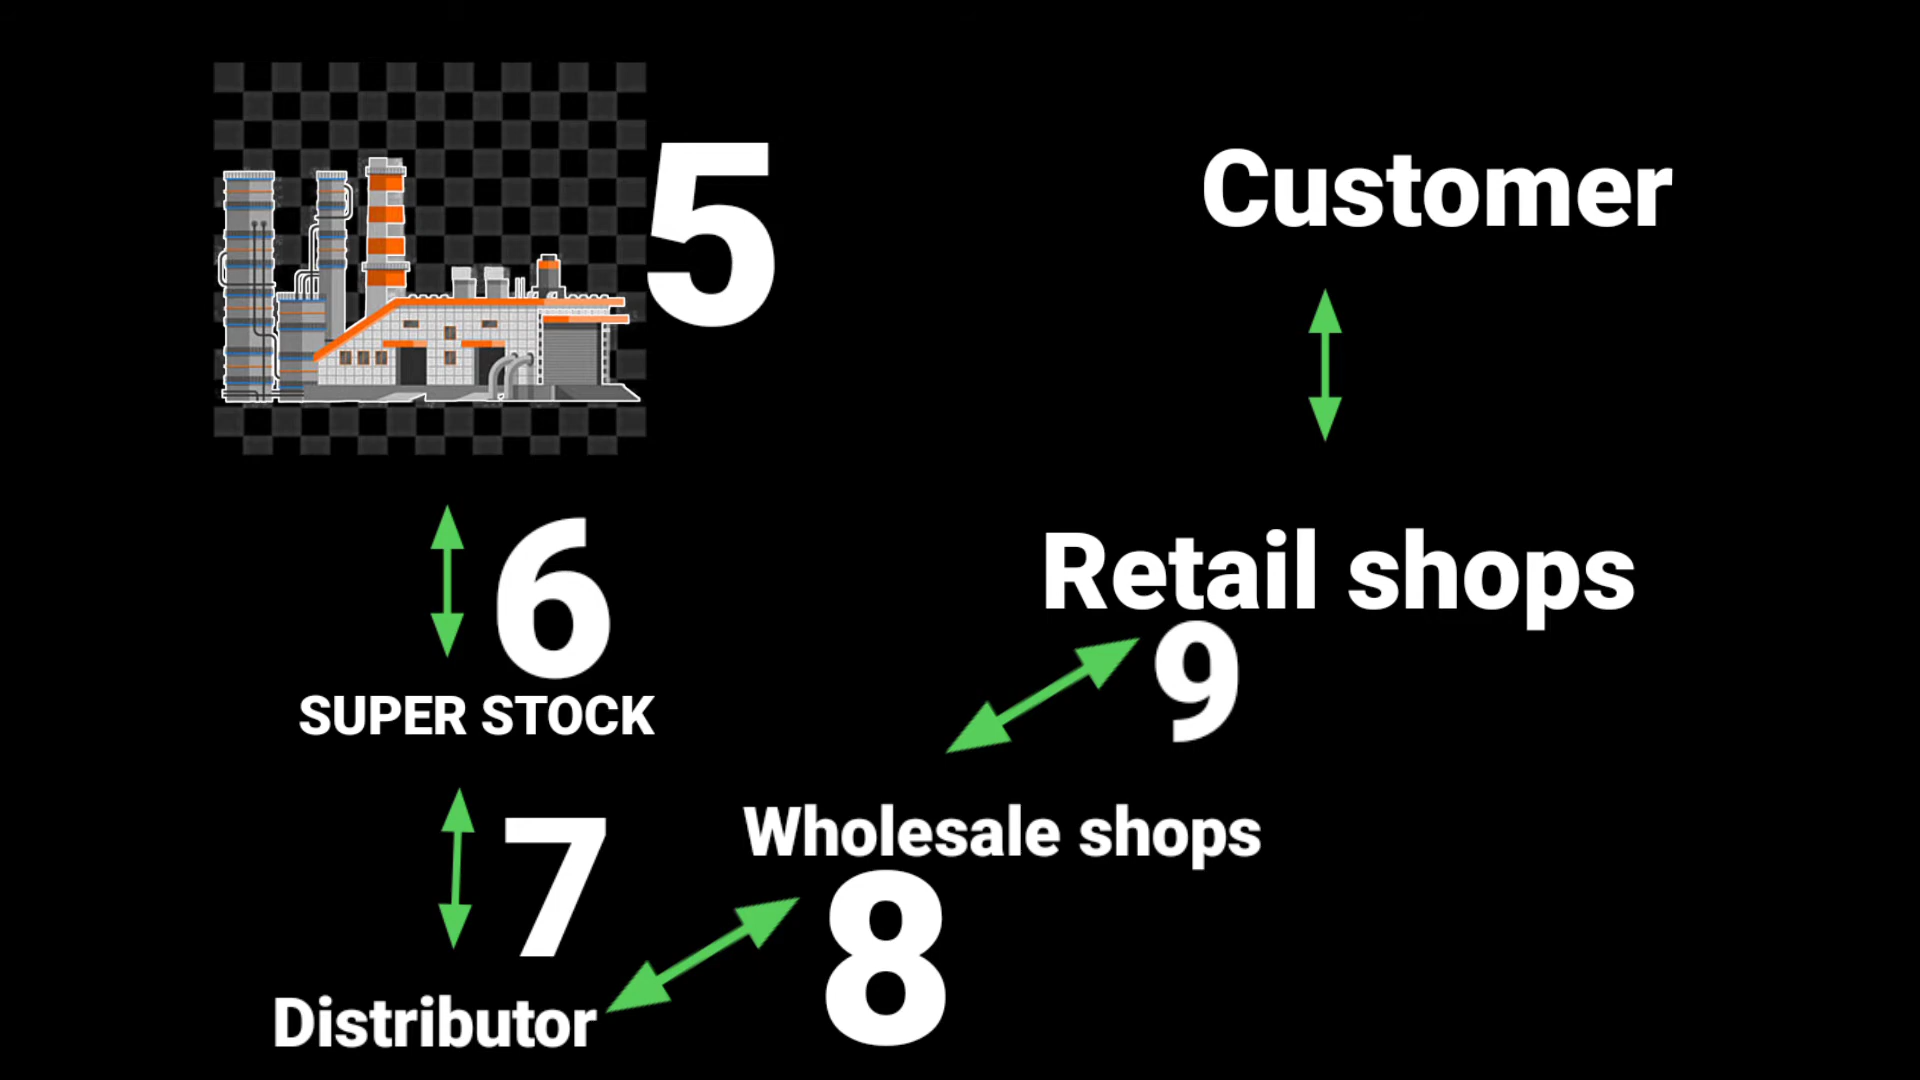 5
Customer
6
Retail shops
9
SUPER STOCK
7
Wholesale shops
8
Distributor